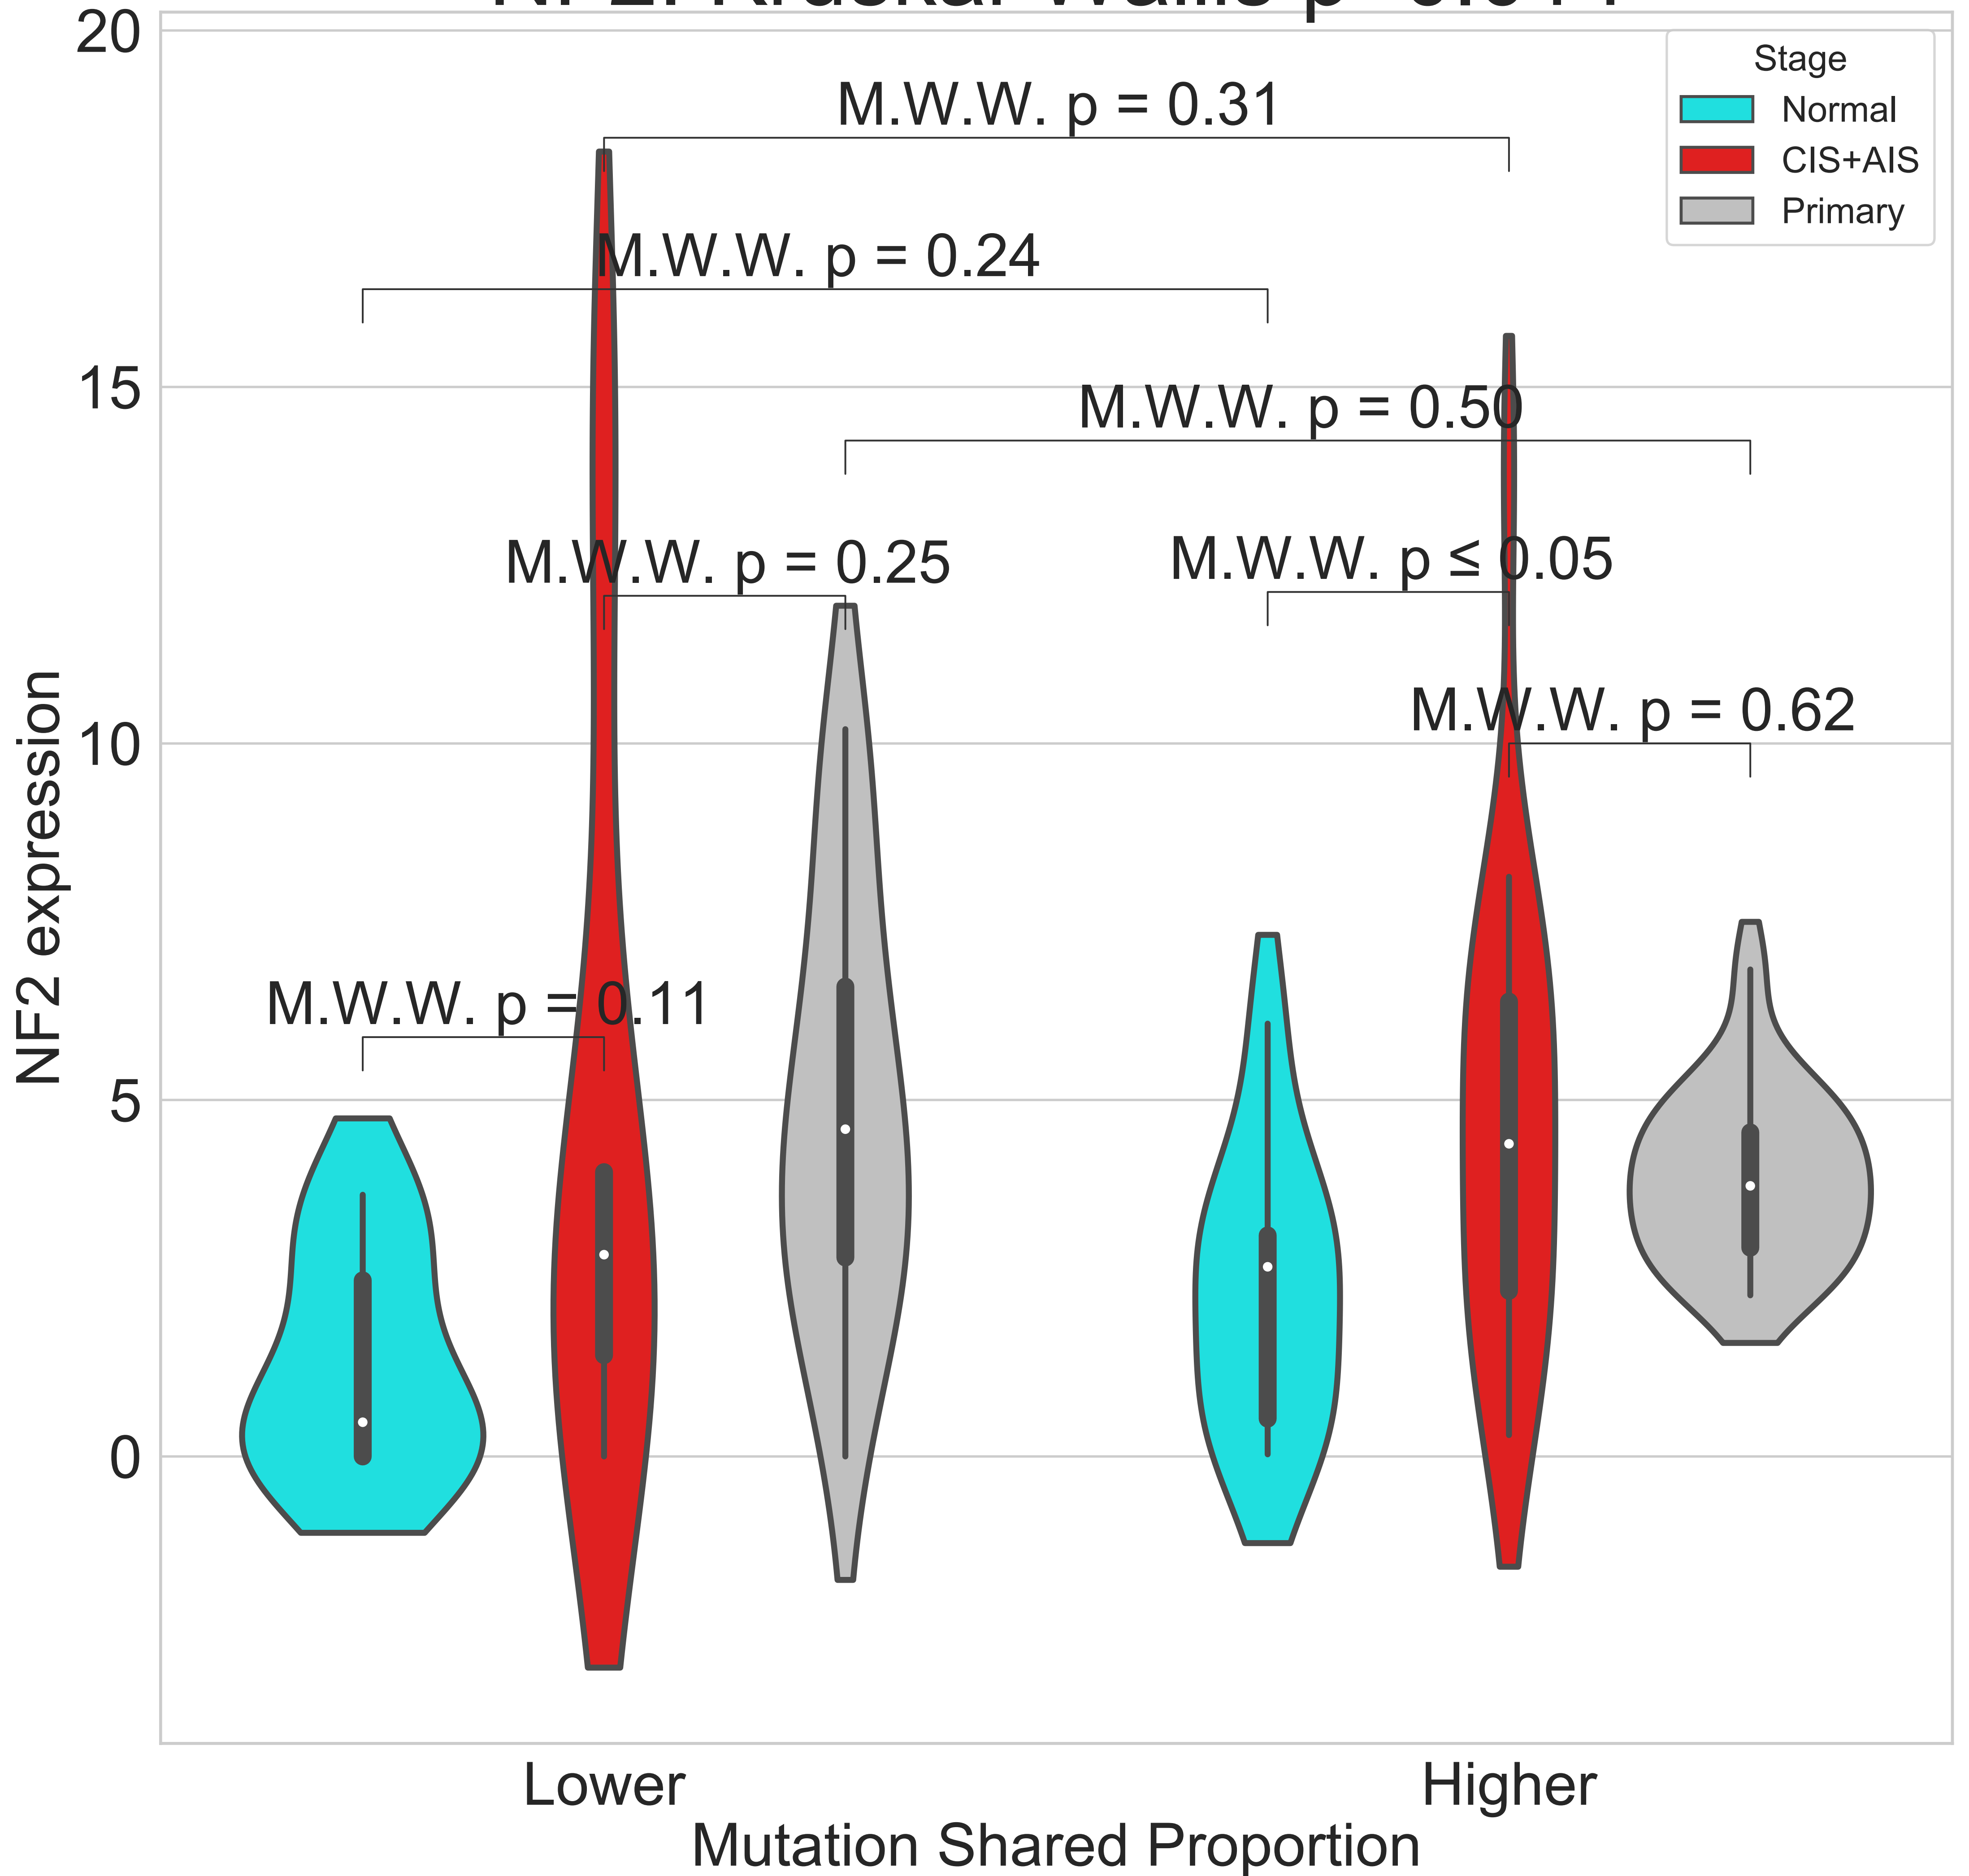 20
15
10
5
0
NF2 expression
Stage
Normal
CIS+AIS
Primary
M.W.W. p = 0.31
M.W.W. p = 0.24
M.W.W. p = 0.50
M.W.W. p = 0.25
M.W.W. p ≤ 0.05
M.W.W. p = 0.62
M.W.W. p = 0.11
Lower
Higher
Mutation Shared Proportion